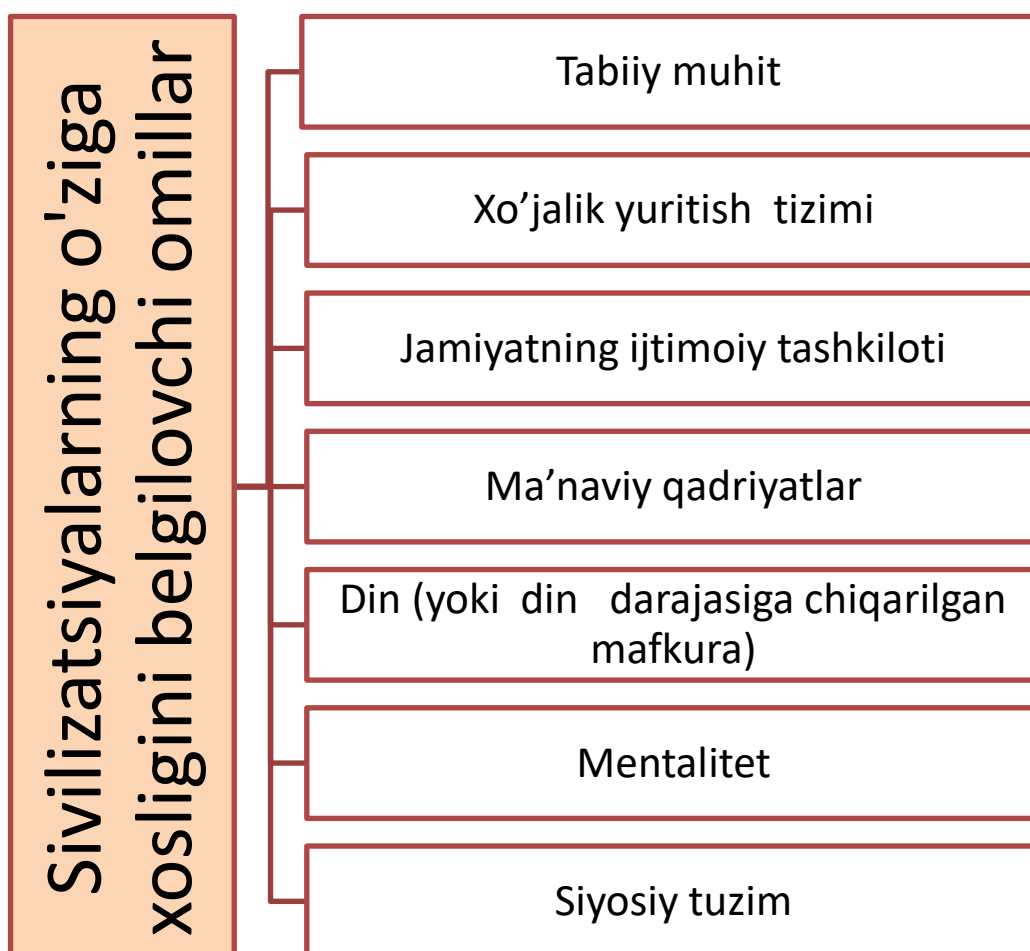 Sivilizatsiyalarning o'ziga
xosligini belgilovchi omillar
Tabiiy muhit
Xo’jalik yuritish tizimi
Jamiyatning ijtimoiy tashkiloti
Ma’naviy qadriyatlar
Din (yoki din darajasiga chiqarilgan
mafkura)
Mentalitet
Siyosiy tuzim